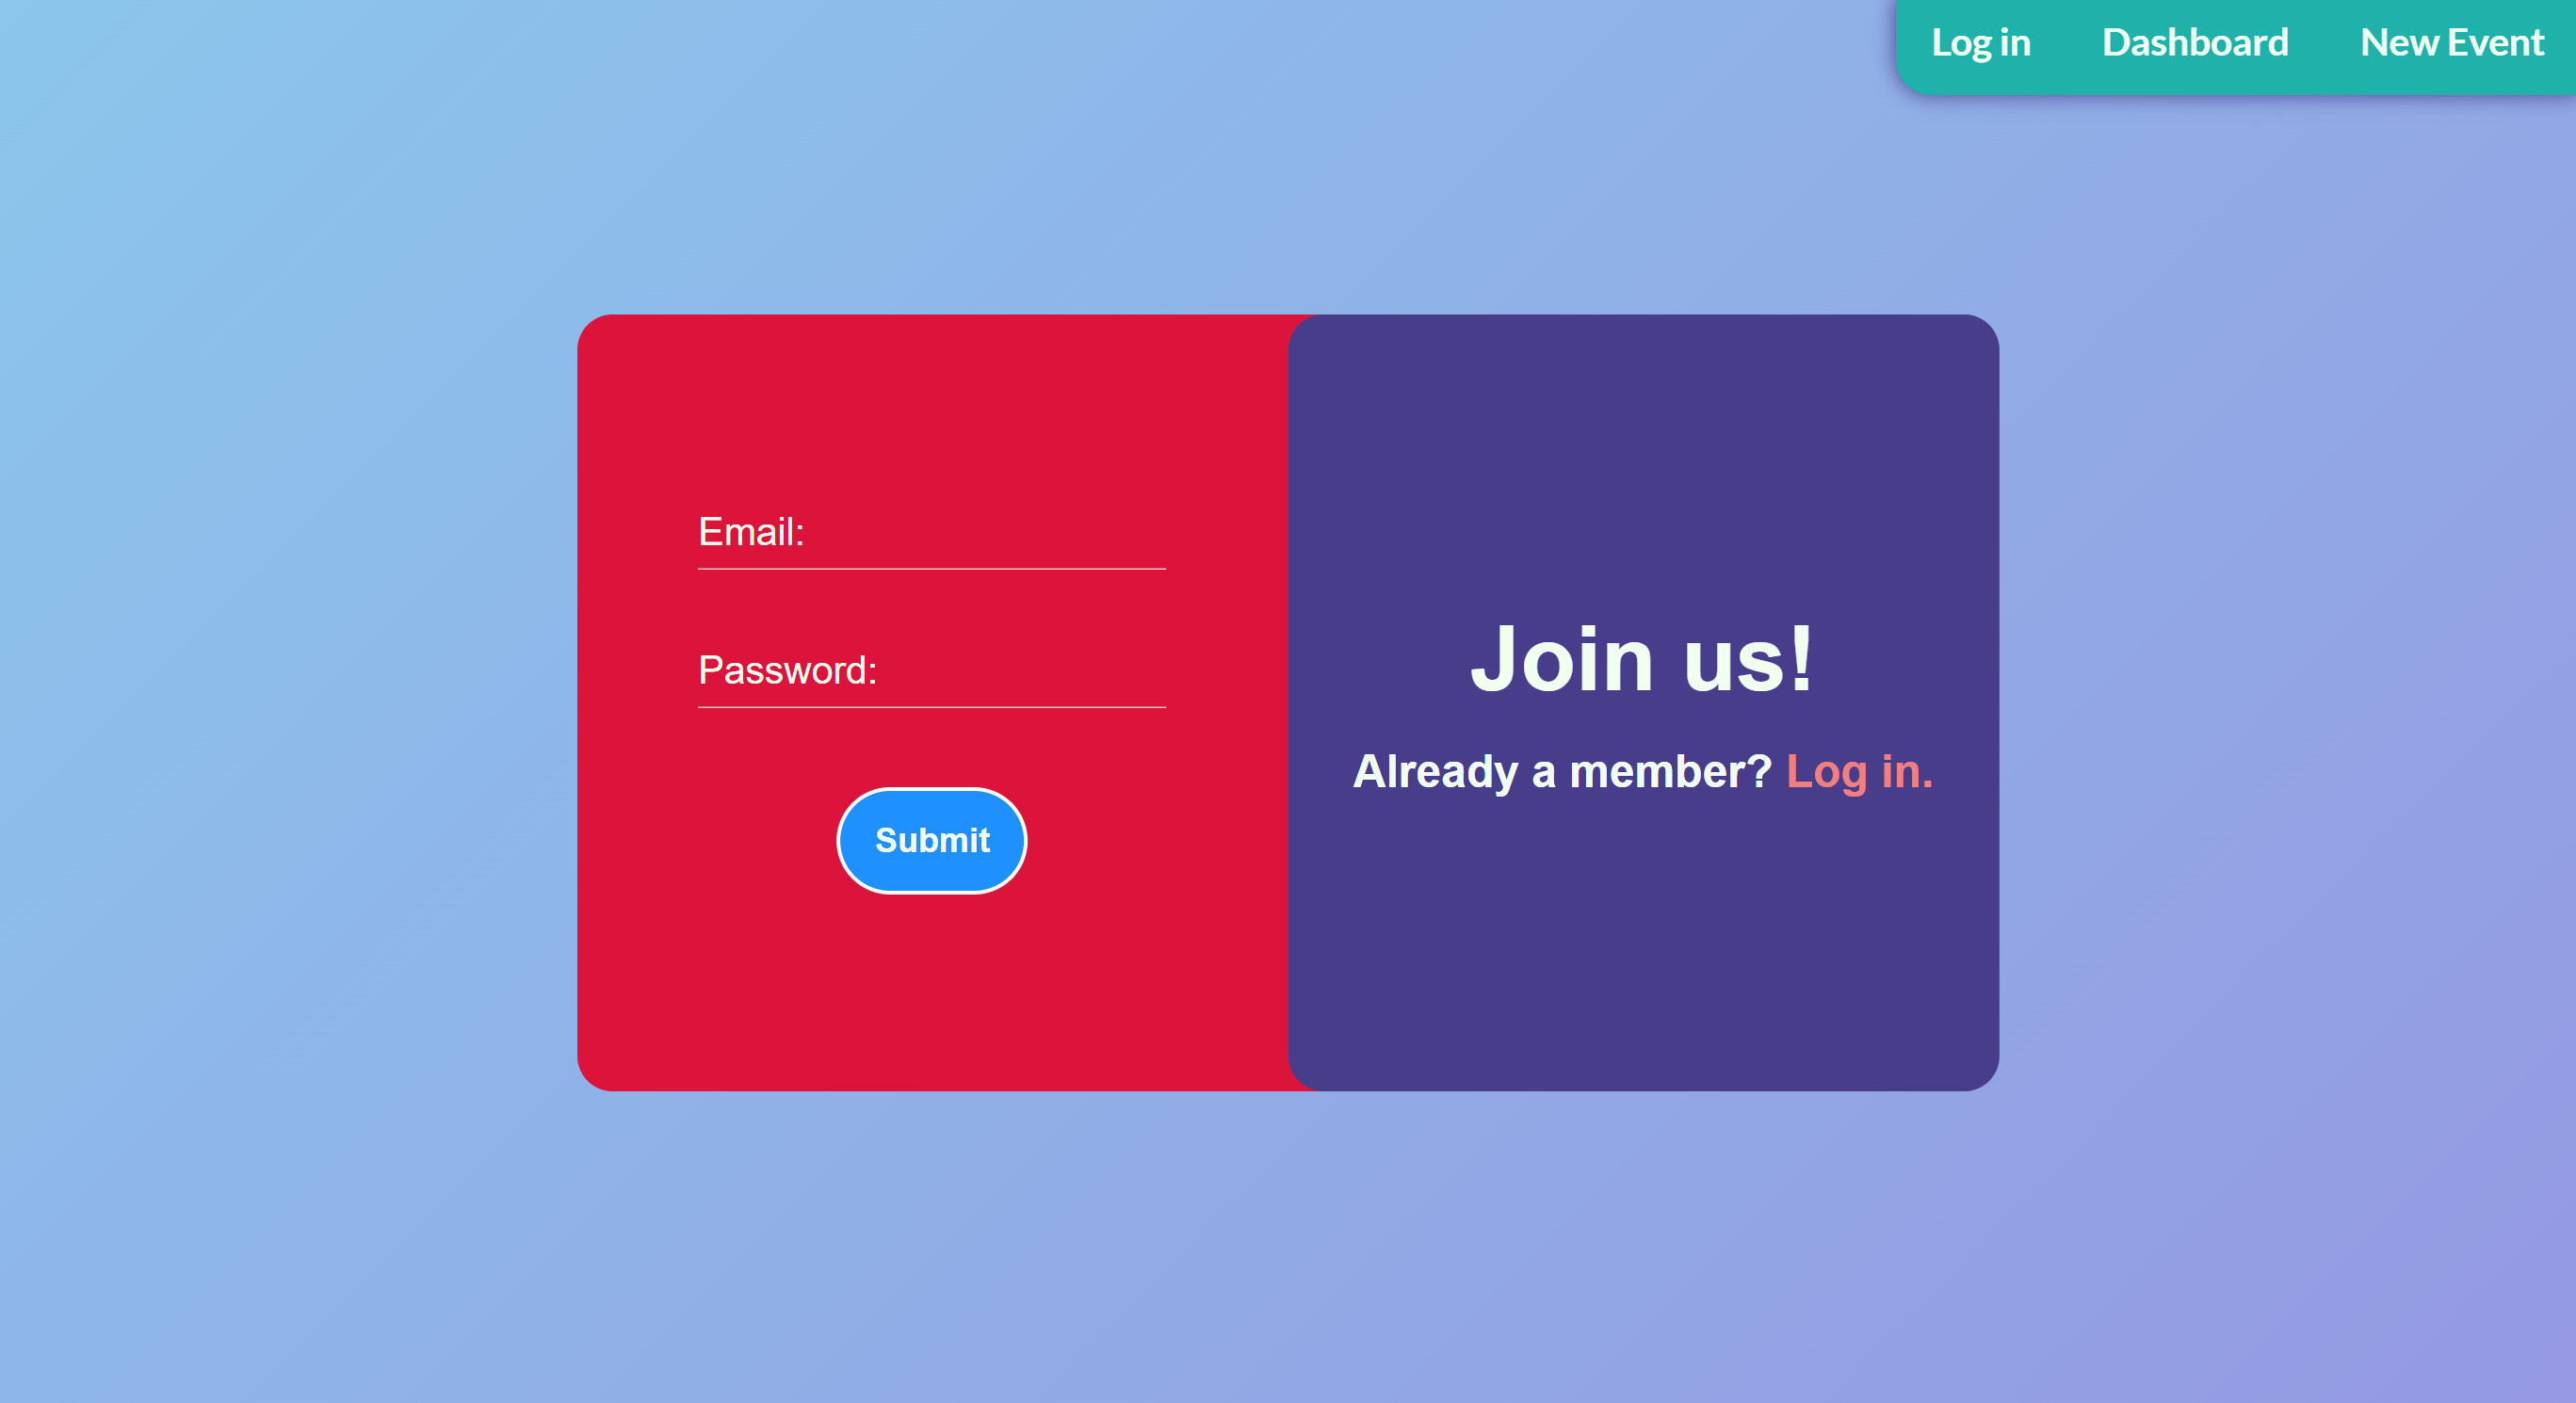 Log in Dashboard New Event
Email:
Password:
Submit
Join us!
Already a member? Log in.